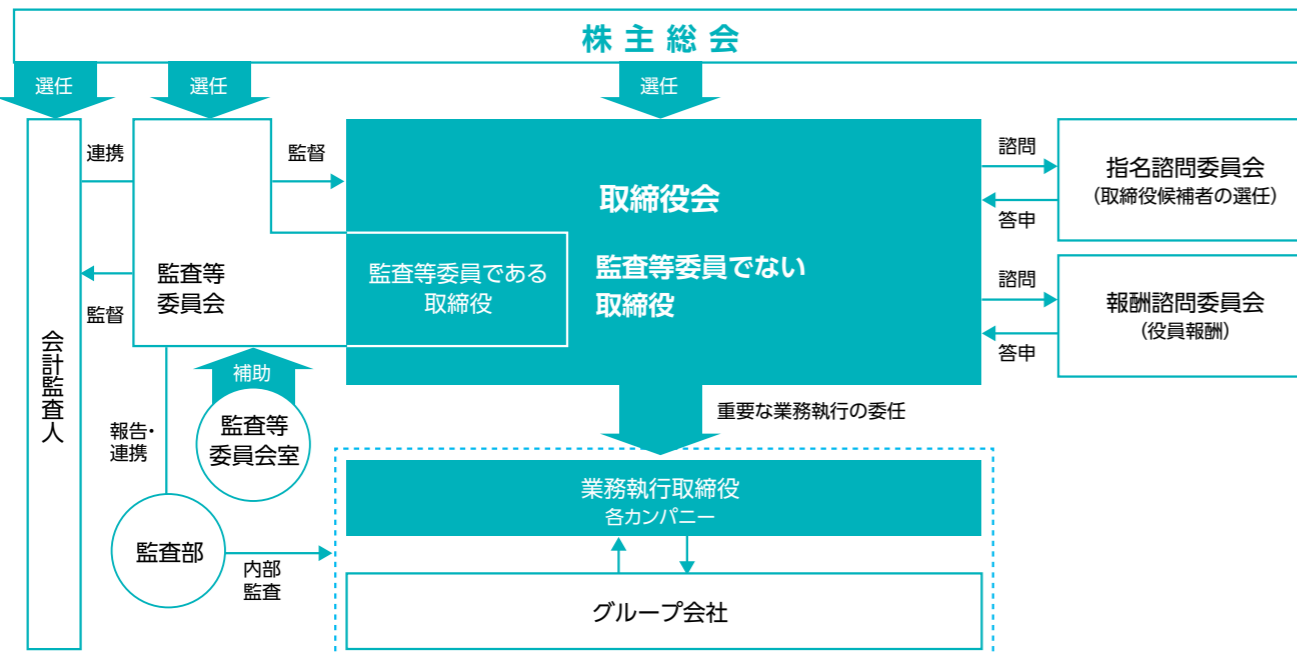 株主総会
選任
選任
選任
連携
監督
取締役会
監査等委員でない
取締役
監査等委員である
取締役
監査等
委員会
監督
会計監査人
諮問
答申
指名諮問委員会
(取締役候補者の選任)
諮問
答申
報酬諮問委員会
(役員報酬)
補助
監査等
委員会室
報告・
連携
重要な業務執行の委任
業務執行取締役
各カンパニー
監査部
内部
監査
グループ会社